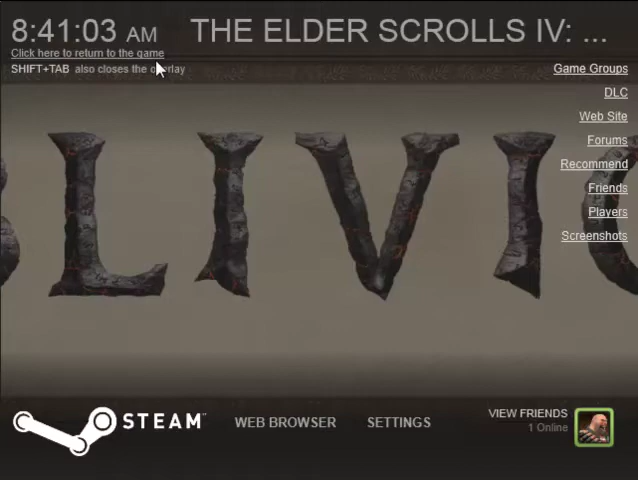 8:41:03 AM
THE ELDER SCROLLS IV: ...
Click here to return to the game
SHIFT+TAB also closes the overlay
Game Groups
DLC
Web Site
Forums
Recommend
Friends
Players
Screenshots
BLIVIO
STEAM™
WEB BROWSER
SETTINGS
VIEW FRIENDS
1 Online